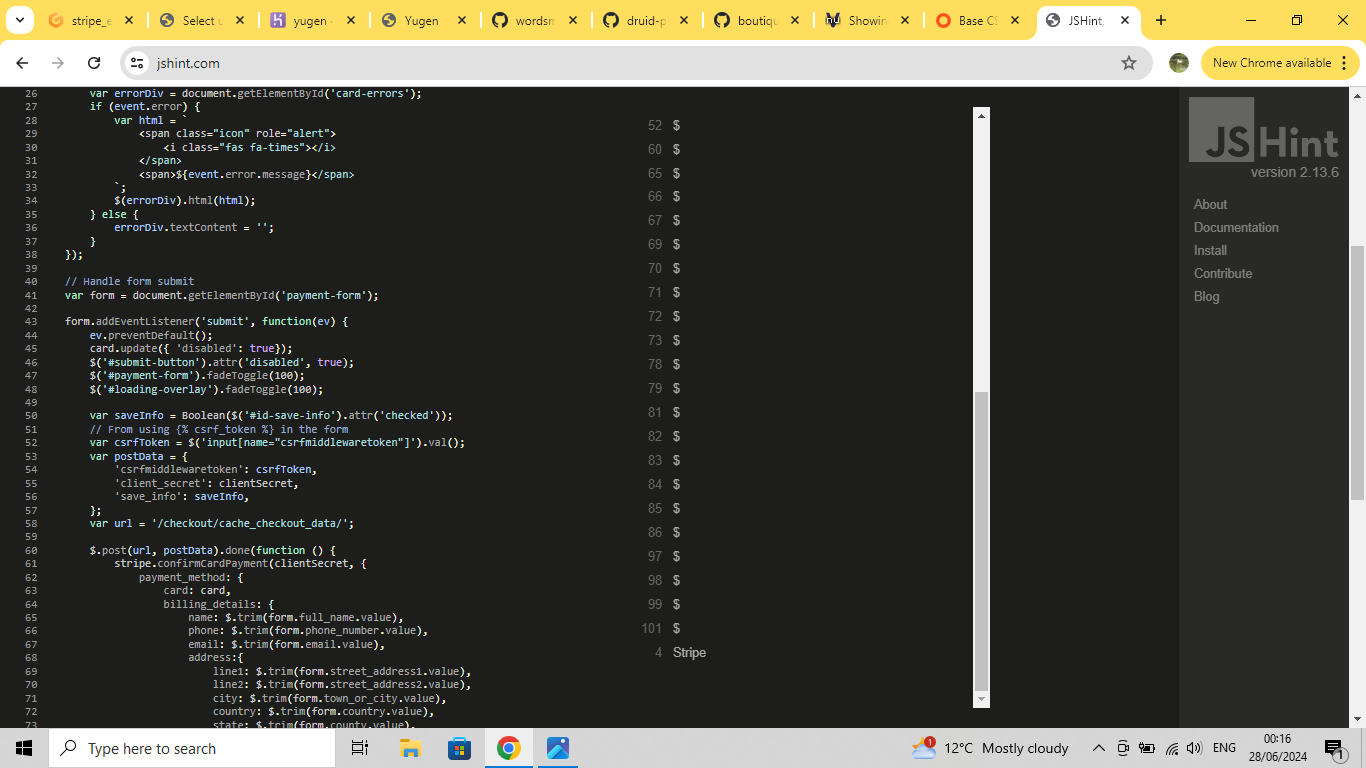 stripe_e
Select u
yugen
Yugen
wordsm
druid-p
boutiqu
Showin
Base CS
JSHint,
jshint.com
New Chrome available
26 var errorDiv = document.getElementById('card-errors');
27 if (event.error) {
28 var html = `
29 <span class="icon" role="alert">
30 <i class="fas fa-times"></i>
31 </span>
32 <span>${event.error.message}</span>
33 `;
34 $(errorDiv).html(html);
35 } else {
36 errorDiv.textContent = '';
37 }
38 });
39
40 // Handle form submit
41 var form = document.getElementById('payment-form');
42
43 form.addEventListener('submit', function(ev) {
44 ev.preventDefault();
45 card.update({ 'disabled': true});
46 $('#submit-button').attr('disabled', true);
47 $('#payment-form').fadeToggle(100);
48 $('#loading-overlay').fadeToggle(100);
49
50 var saveInfo = Boolean($('#id-save-info').attr('checked'));
51 // From using {% csrf_token %} in the form
52 var csrfToken = $('input[name="csrfmiddlewaretoken"]').val();
53 var postData = {
54 'csrfmiddlewaretoken': csrfToken,
55 'client_secret': clientSecret,
56 'save_info': saveInfo,
57 };
58 var url = '/checkout/cache_checkout_data/';
59
60 $.post(url, postData).done(function () {
61 stripe.confirmCardPayment(clientSecret, {
62 payment_method: {
63 card: card,
64 billing_details: {
65 name: $.trim(form.full_name.value),
66 phone: $.trim(form.phone_number.value),
67 email: $.trim(form.email.value),
68 address:{
69 line1: $.trim(form.street_address1.value),
70 line2: $.trim(form.street_address2.value),
71 city: $.trim(form.town_or_city.value),
72 country: $.trim(form.country.value),
73 state: $.trim(form.county.value),
52 $
60 $
65 $
66 $
67 $
69 $
70 $
71 $
72 $
73 $
78 $
79 $
81 $
82 $
83 $
84 $
85 $
86 $
97 $
98 $
99 $
101 $
4 Stripe
JSHint
version 2.13.6
About
Documentation
Install
Contribute
Blog
Type here to search
1
12°C Mostly cloudy
ENG
00:16
28/06/2024
1